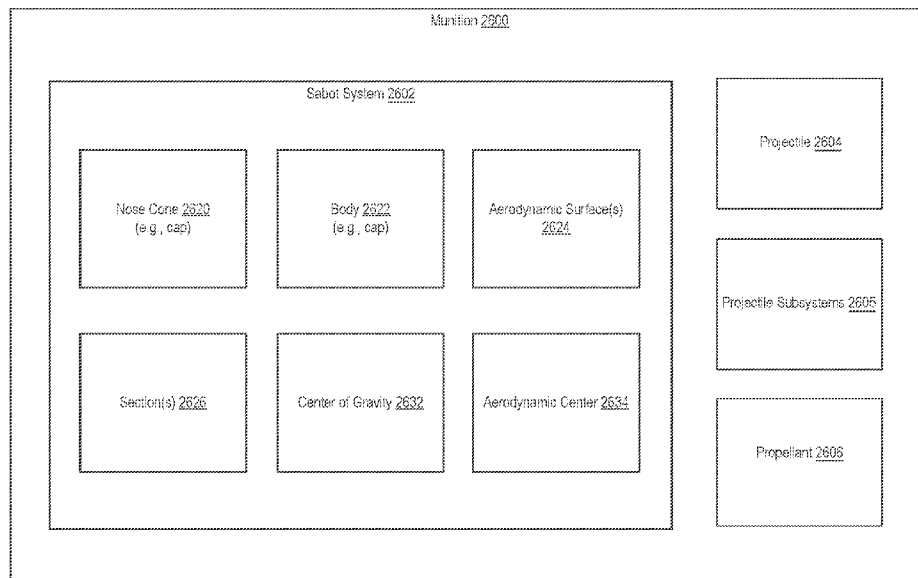 Munition 2600
Sabot System 2602
Nose Cone 2620
(e.g., cap)
Body 2622
(e.g., cap)
Aerodynamic Surface(s)
2624
Section(s) 2626
Center of Gravity 2632
Aerodynamic Center 2634
Projectile 2604
Projectile Subsystems 2605
Propellant 2606